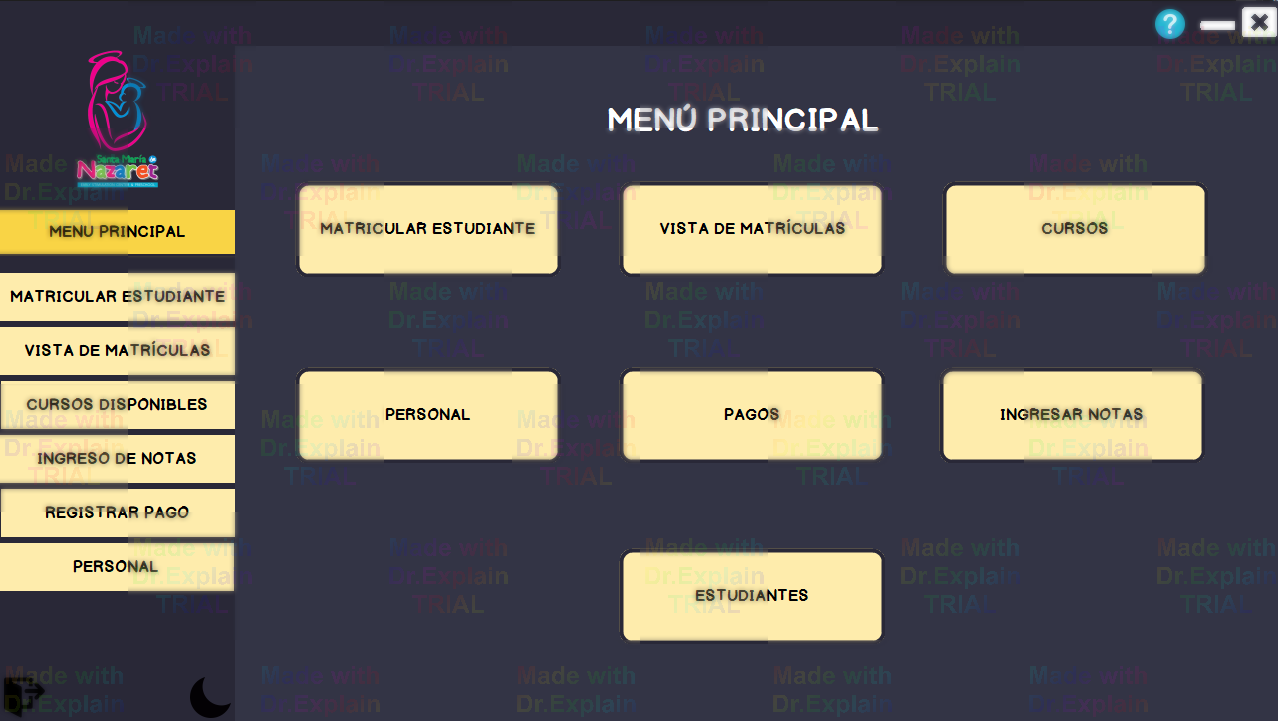 ?
MENÚ PRINCIPAL
Santa María de
Nazaret
MENU PRINCIPAL
MATRICULAR ESTUDIANTE
VISTA DE MATRÍCULAS
CURSOS DISPONIBLES
INGRESO DE NOTAS
REGISTRAR PAGO
PERSONAL
MATRICULAR ESTUDIANTE
VISTA DE MATRÍCULAS
CURSOS
PERSONAL
PAGOS
INGRESAR NOTAS
ESTUDIANTES
Made with
Dr.Explain
TRIAL